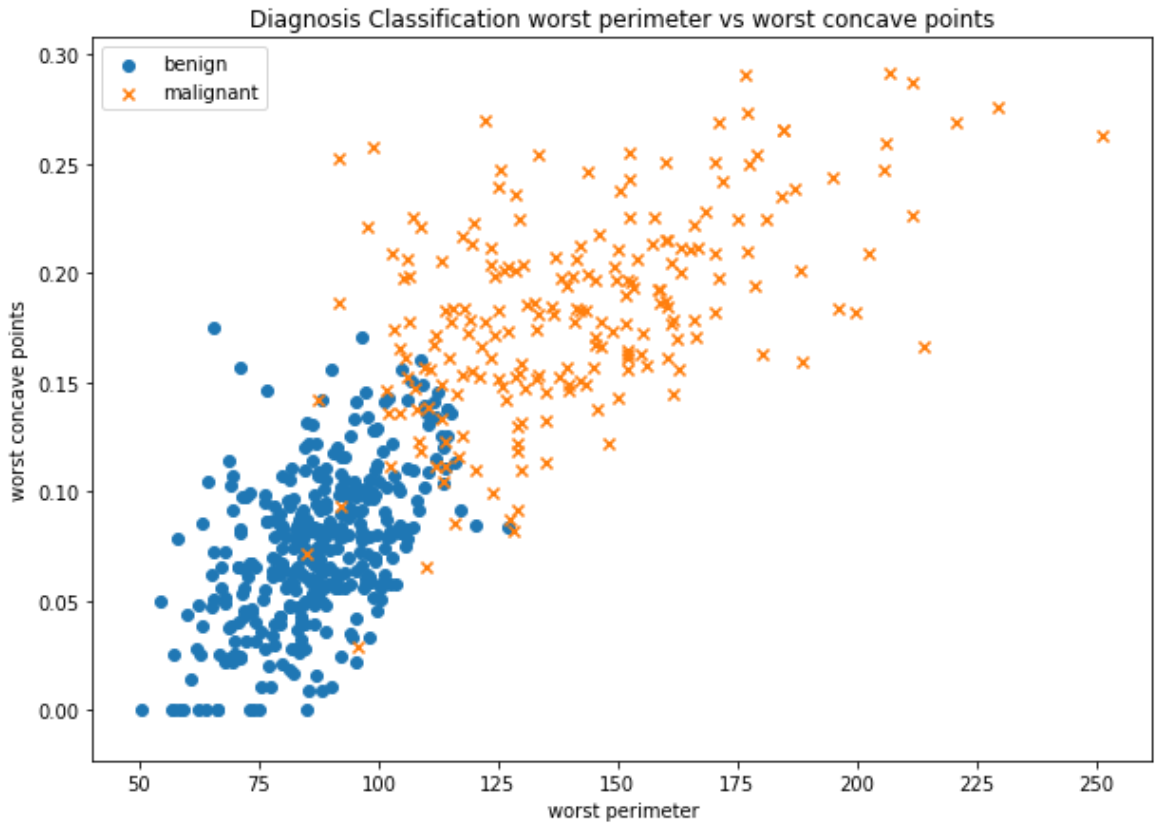 Diagnosis Classification worst perimeter vs worst concave points
benign
malignant
0.30
0.25
0.20
0.15
0.10
0.05
0.00
worst concave points
50 75 100 125 150 175 200 225 250
worst perimeter